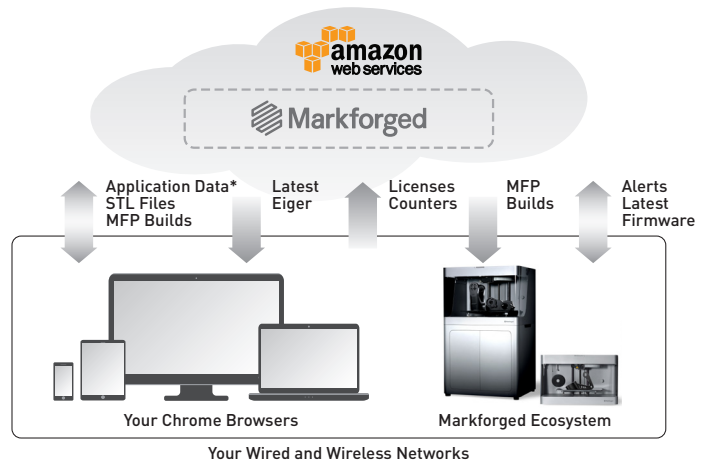 amazon
web services
Markforged
Application Data*
STL Files
MFP Builds
Latest
Eiger
Licenses
Counters
MFP
Builds
Alerts
Latest
Firmware
Your Chrome Browsers
Markforged Ecosystem
Your Wired and Wireless Networks